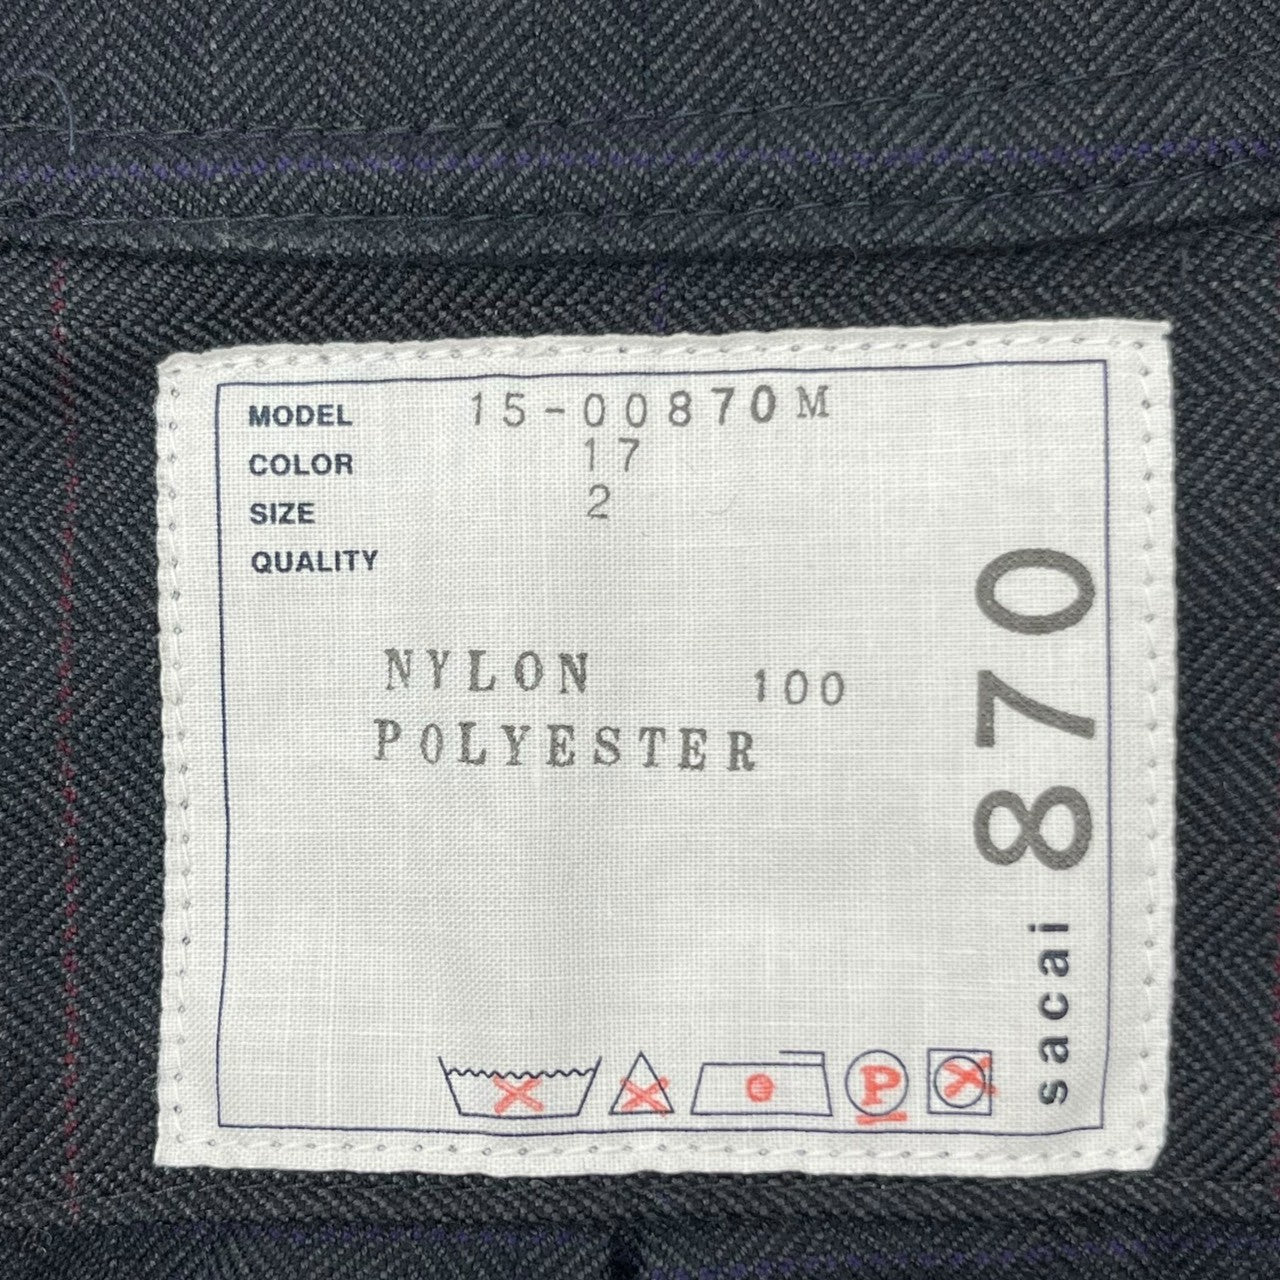 MODEL 15-00870M
COLOR 17
SIZE 2
QUALITY
NYLON 100
POLYESTER
sacai 870
P